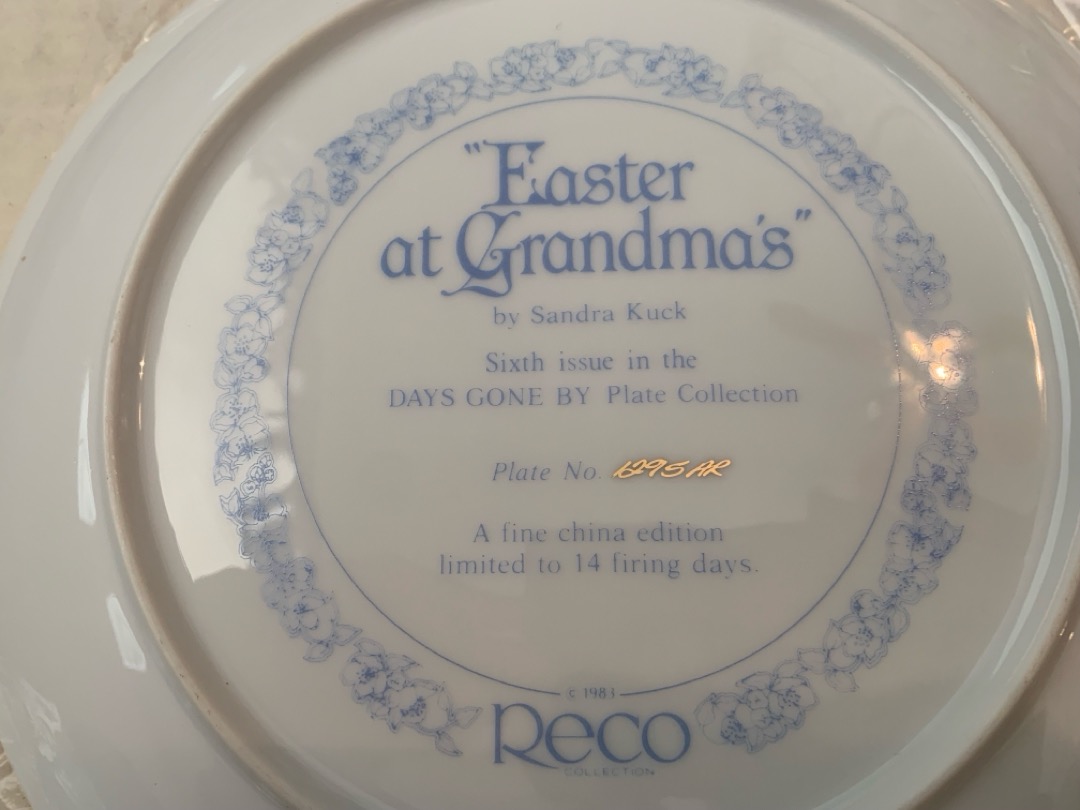 "Easter
at Grandma's"
by Sandra Kuck
Sixth issue in the
DAYS GONE BY Plate Collection
Plate No. 1295AR
A fine china edition
limited to 14 firing days.
c 1983
Reco
COLLECTION